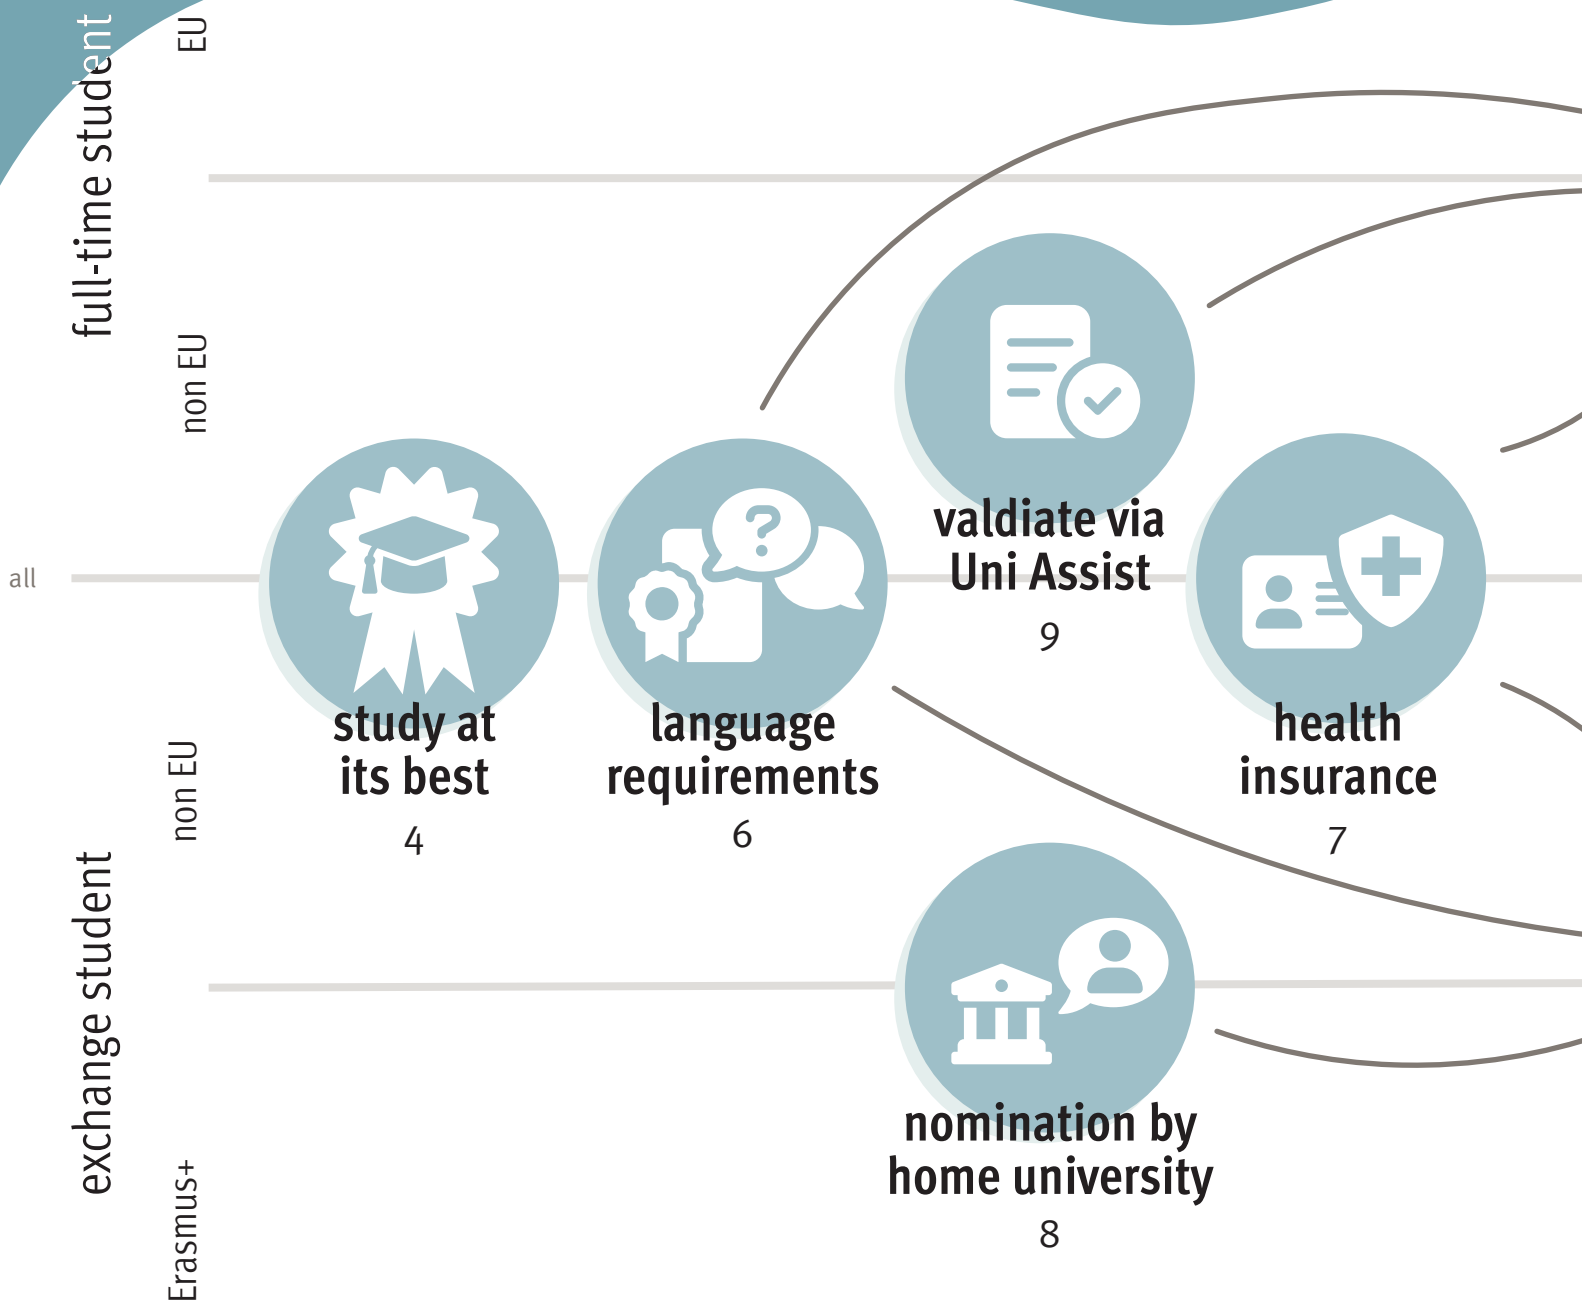 full-time student
EU
non EU
all
non EU
exchange student
Erasmus+
study at
its best
4
language
requirements
6
valdiate via
Uni Assist
9
health
insurance
7
nomination by
home university
8